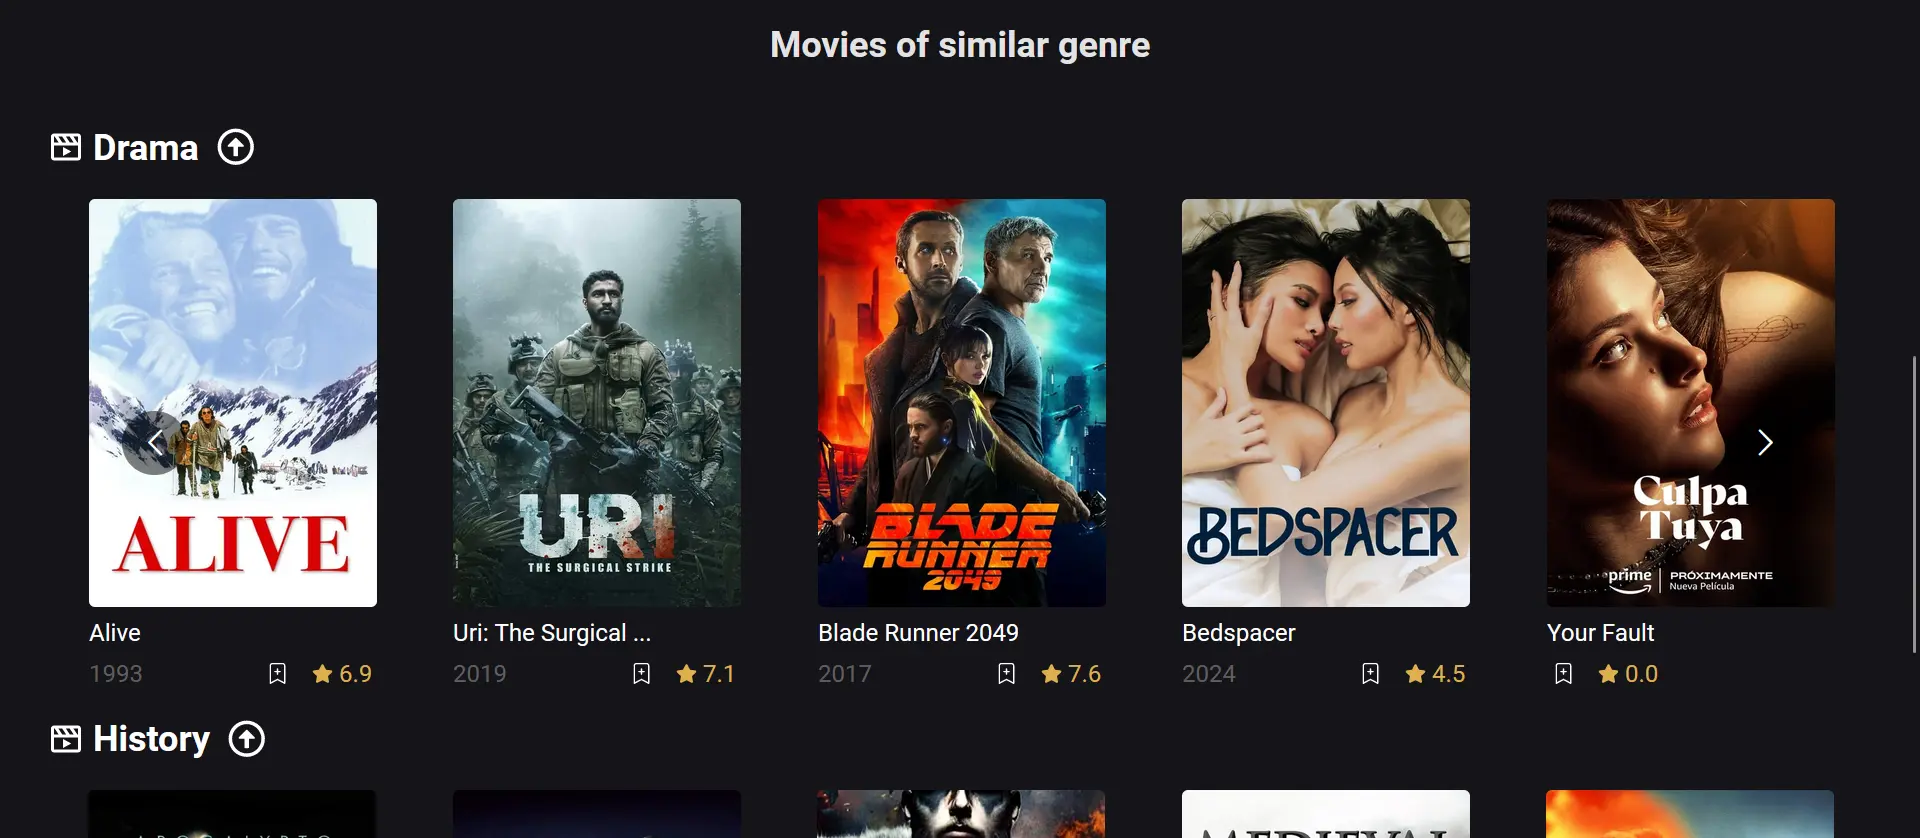 Movies of similar genre
Drama
ALIVE
URI
THE SURGICAL STRIKE
BLADE
RUNNER
2049
BEDSPACER
Culpa
Tuya
prime
PRÓXIMAMENTE
Nueva Película
Alive
Uri: The Surgical ...
Blade Runner 2049
Bedspacer
Your Fault
1993
6.9
2019
7.1
2017
7.6
2024
4.5
0.0
History